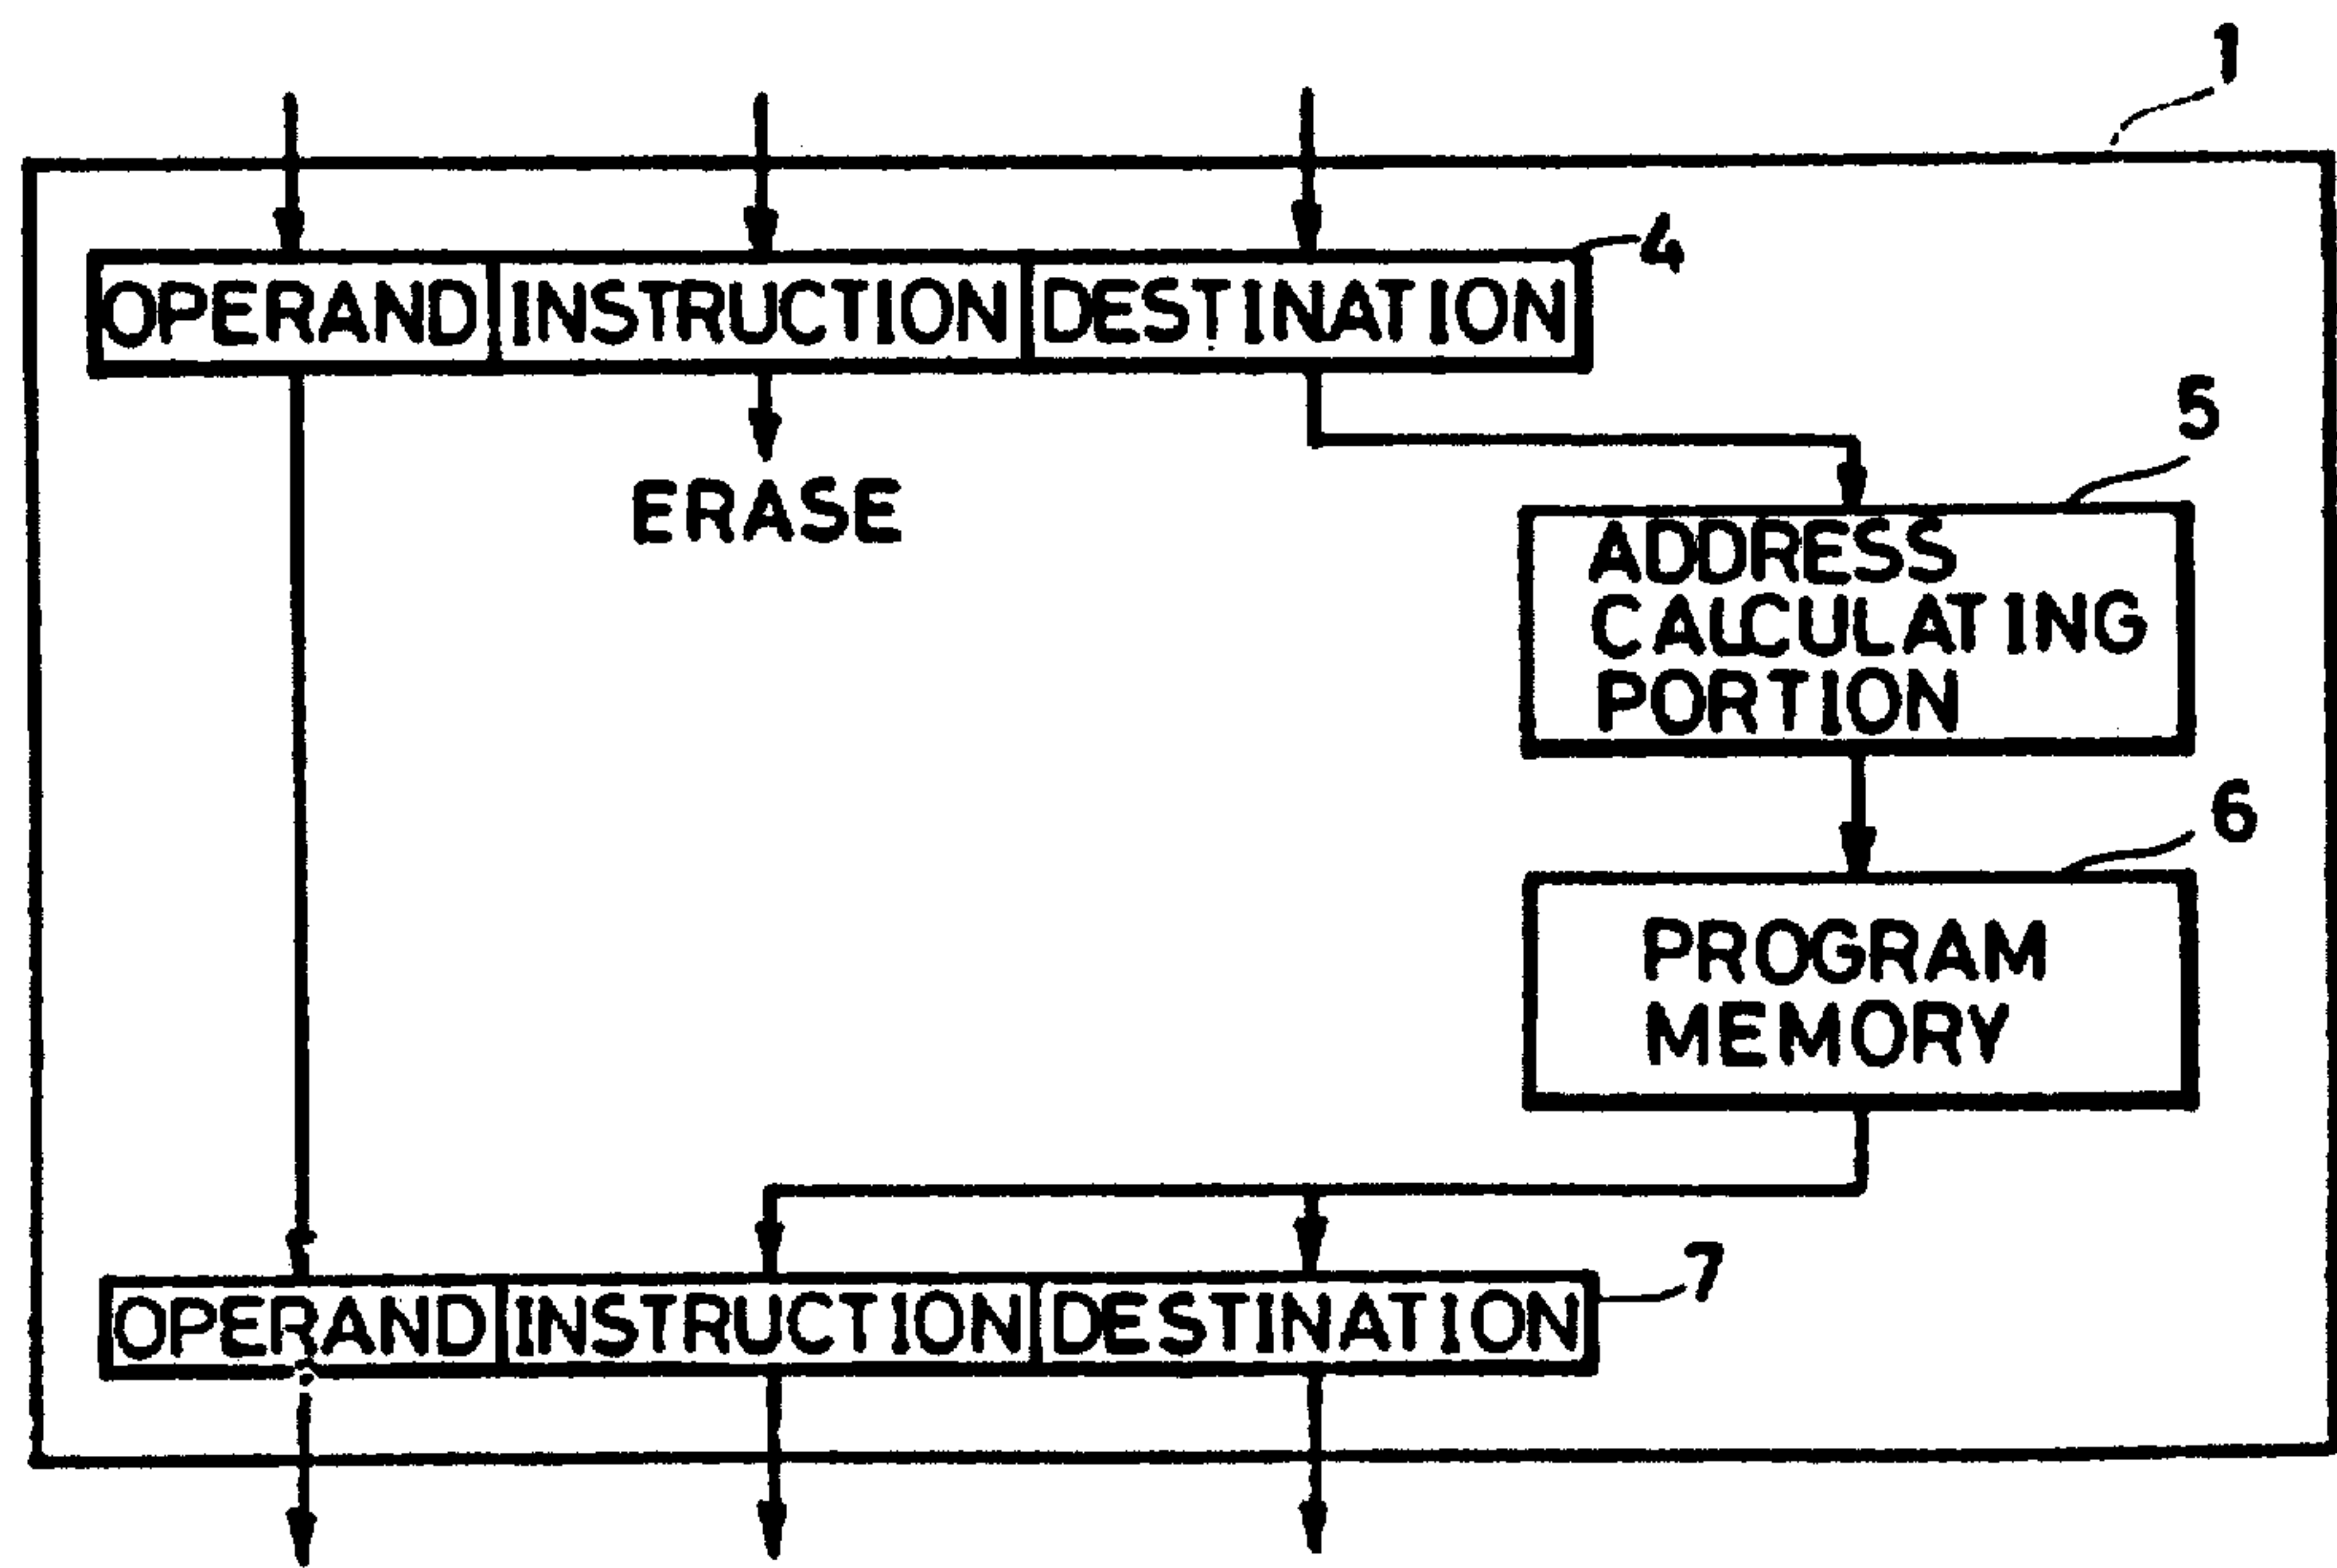 1
OPERAND INSTRUCTION DESTINATION 4
5
ERASE
ADDRESS
CALCULATING
PORTION
6
PROGRAM
MEMORY
7
OPERAND INSTRUCTION DESTINATION